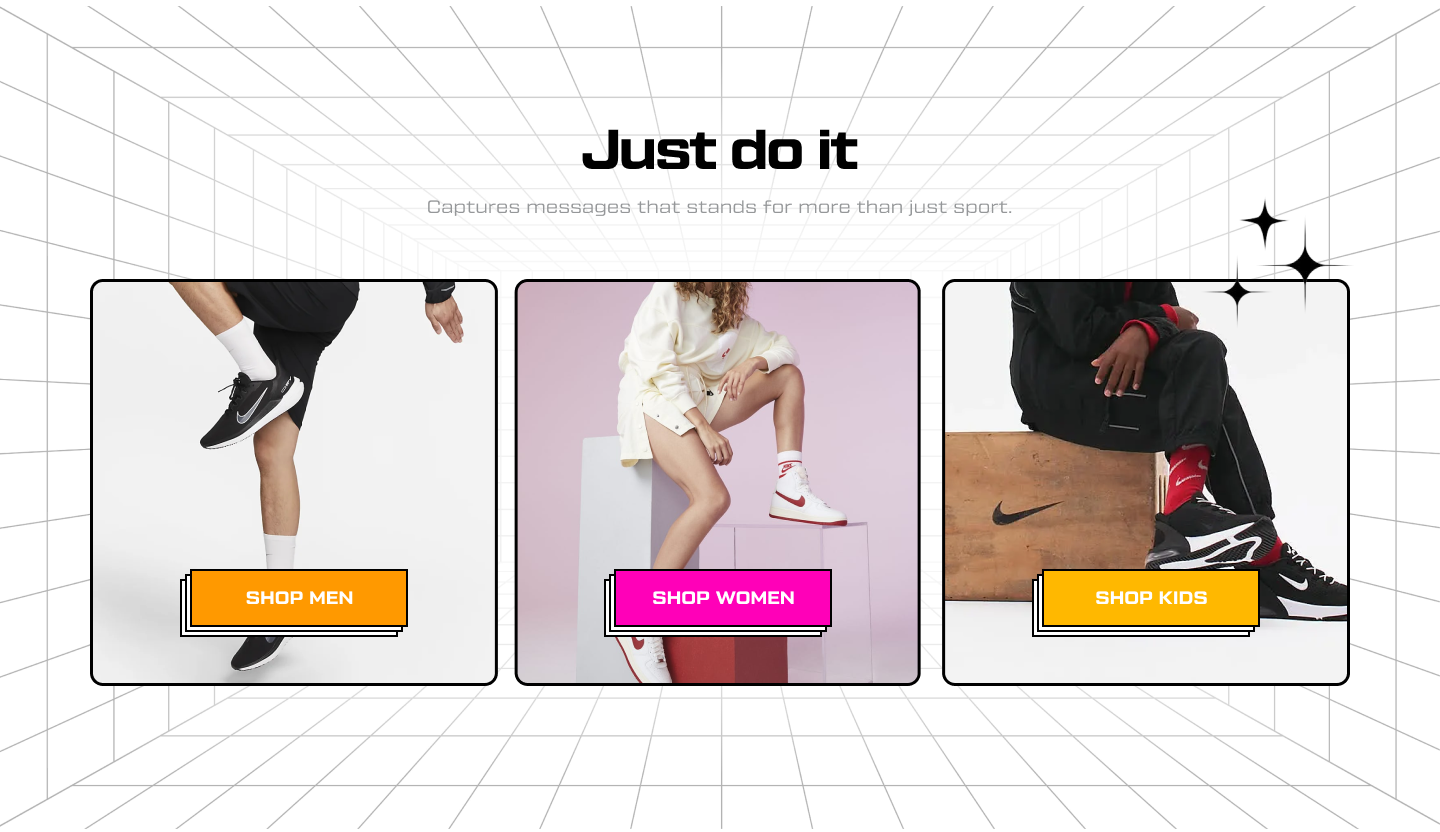 Just do it
Captures messages that stands for more than just sport.
SHOP MEN
SHOP WOMEN
SHOP KIDS